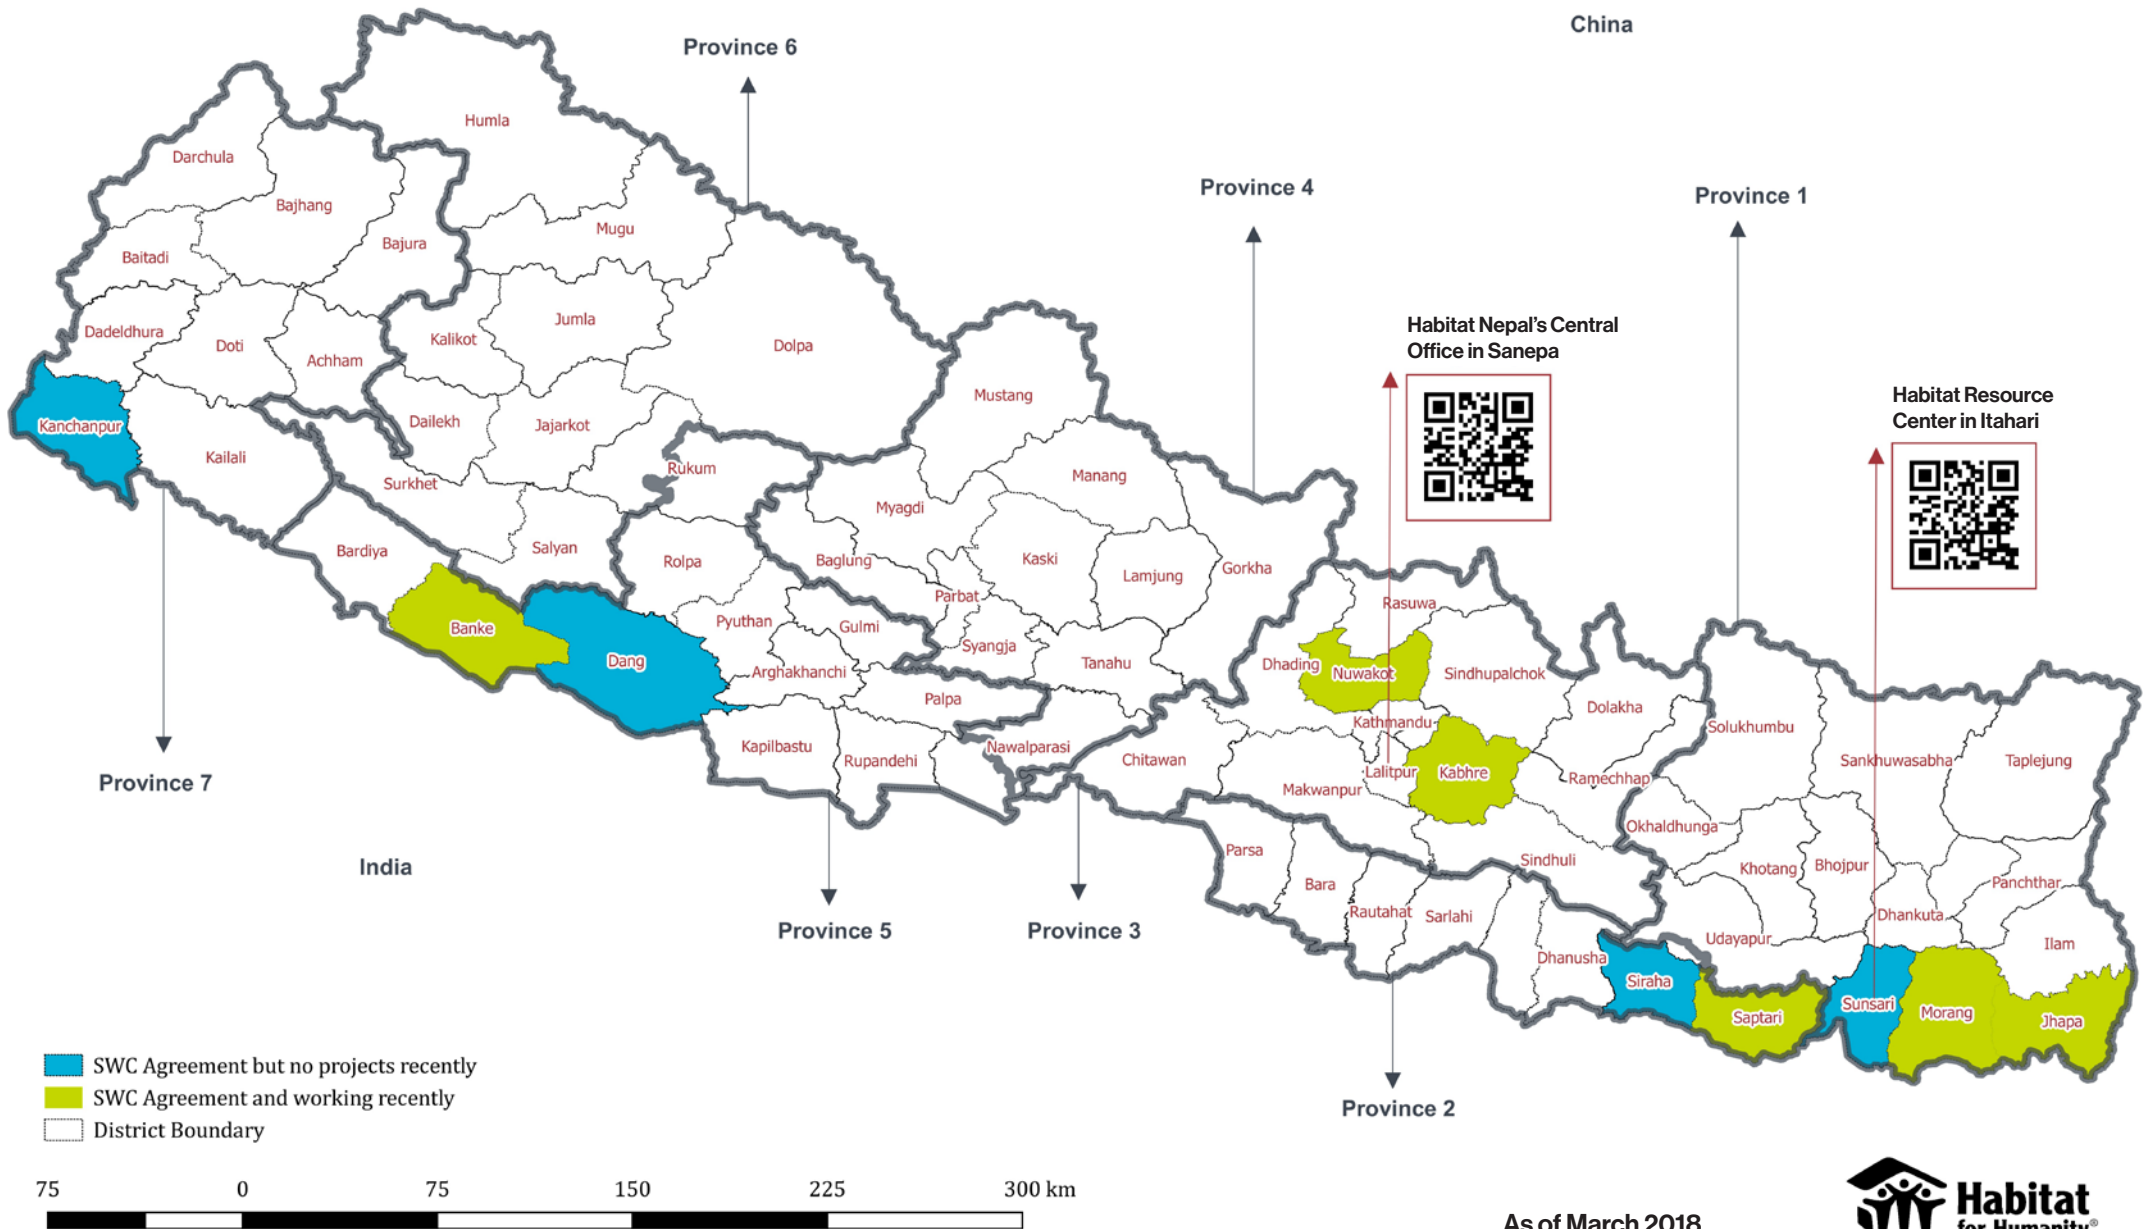 China
Province 6
Humla
Darchula
Province 4
Province 1
Bajhang
Mugu
Bajura
Baitadi
Habitat Nepal's Central
Office in Sanepa
Dadeldhura
Doti
Achham
Kalikot
Jumla
Dolpa
Mustang
Habitat Resource
Center in Itahari
Kanchanpur
Kailali
Dailekh
Jajarkot
Surkhet
Rukum
Myagdi
Manang
Bardiya
Salyan
Rolpa
Baglung
Kaski
Lamjung
Gorkha
Parbat
Rasuwa
Banke
Pyuthan
Gulmi
Syangja
Dang
Arghakhanchi
Tanahu
Dhading
Nuwakot
Sindhupalchok
Palpa
Dolakha
Kathmandu
Solukhumbu
Kapilbastu
Rupandehi
Nawalparasi
Chitawan
Lalitpur
Kabhre
Ramechhap
Sankhuwasabha
Taplejung
Province 7
Makwanpur
Okhaldhunga
India
Parsa
Sindhuli
Khotang
Bhojpur
Bara
Panchthar
Rautahat
Sarlahi
Dhankuta
Province 5
Province 3
Udayapur
Ilam
Dhanusha
Siraha
Saptari
Sunsari
Morang
Jhapa
SWC Agreement but no projects recently
SWC Agreement and working recently
District Boundary
Province 2
75 0 75 150 225 300 km
As of March 2018
Habitat
for Humanity®